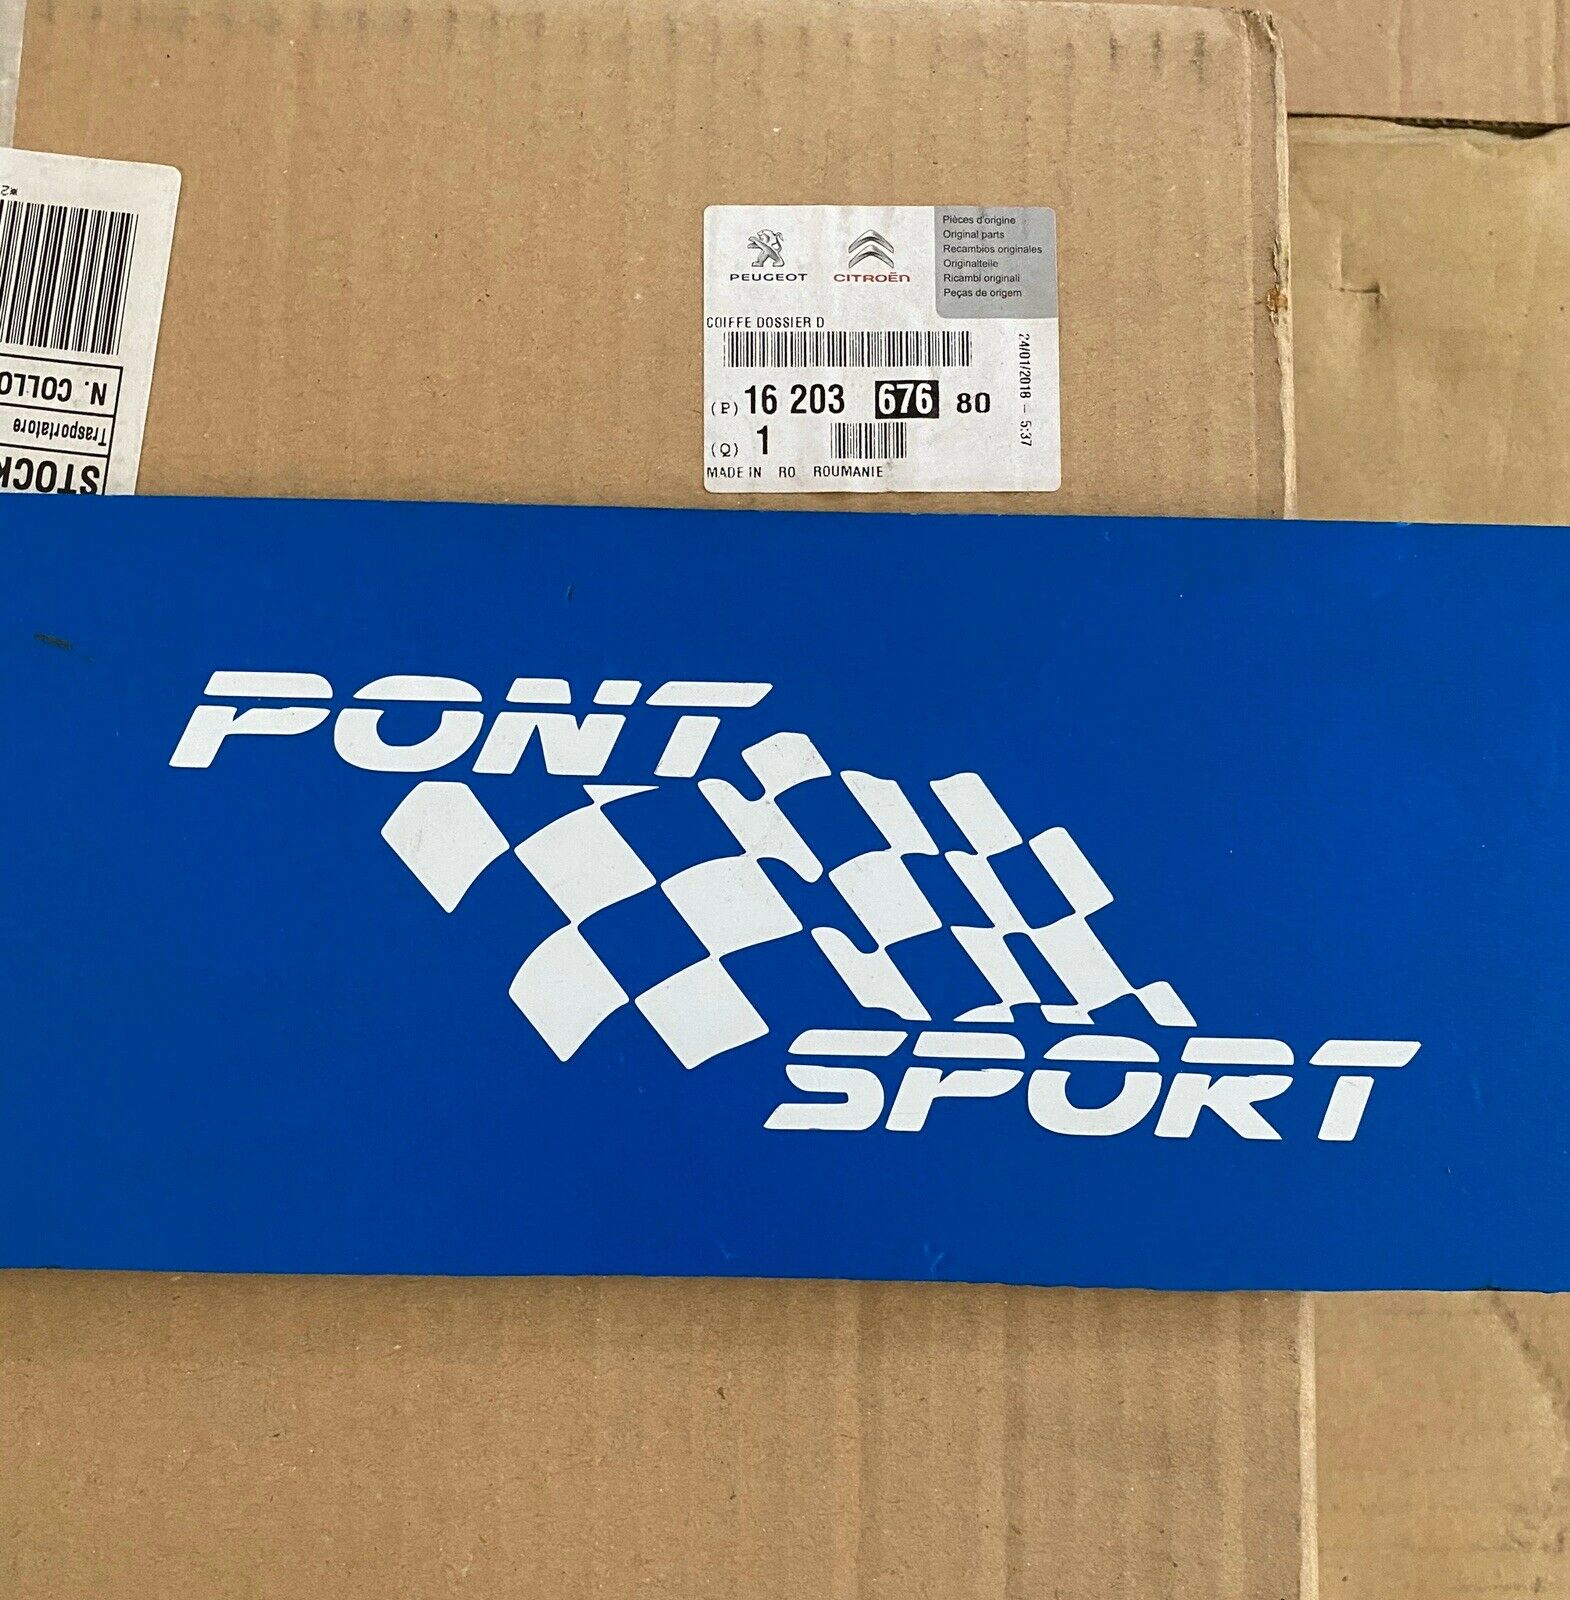 *2
N. COLLO
Trasportatore
STOCK
PEUGEOT
CITROËN
Pièces d'origine
Original parts
Recambios originales
Originalteile
Ricambi originali
Peças de origem
COIFFE DOSSIER D
(P) 16 203 676 80
(Q) 1
MADE IN RO ROUMANIE
24/01/2018 - 5:37
PONT
SPORT